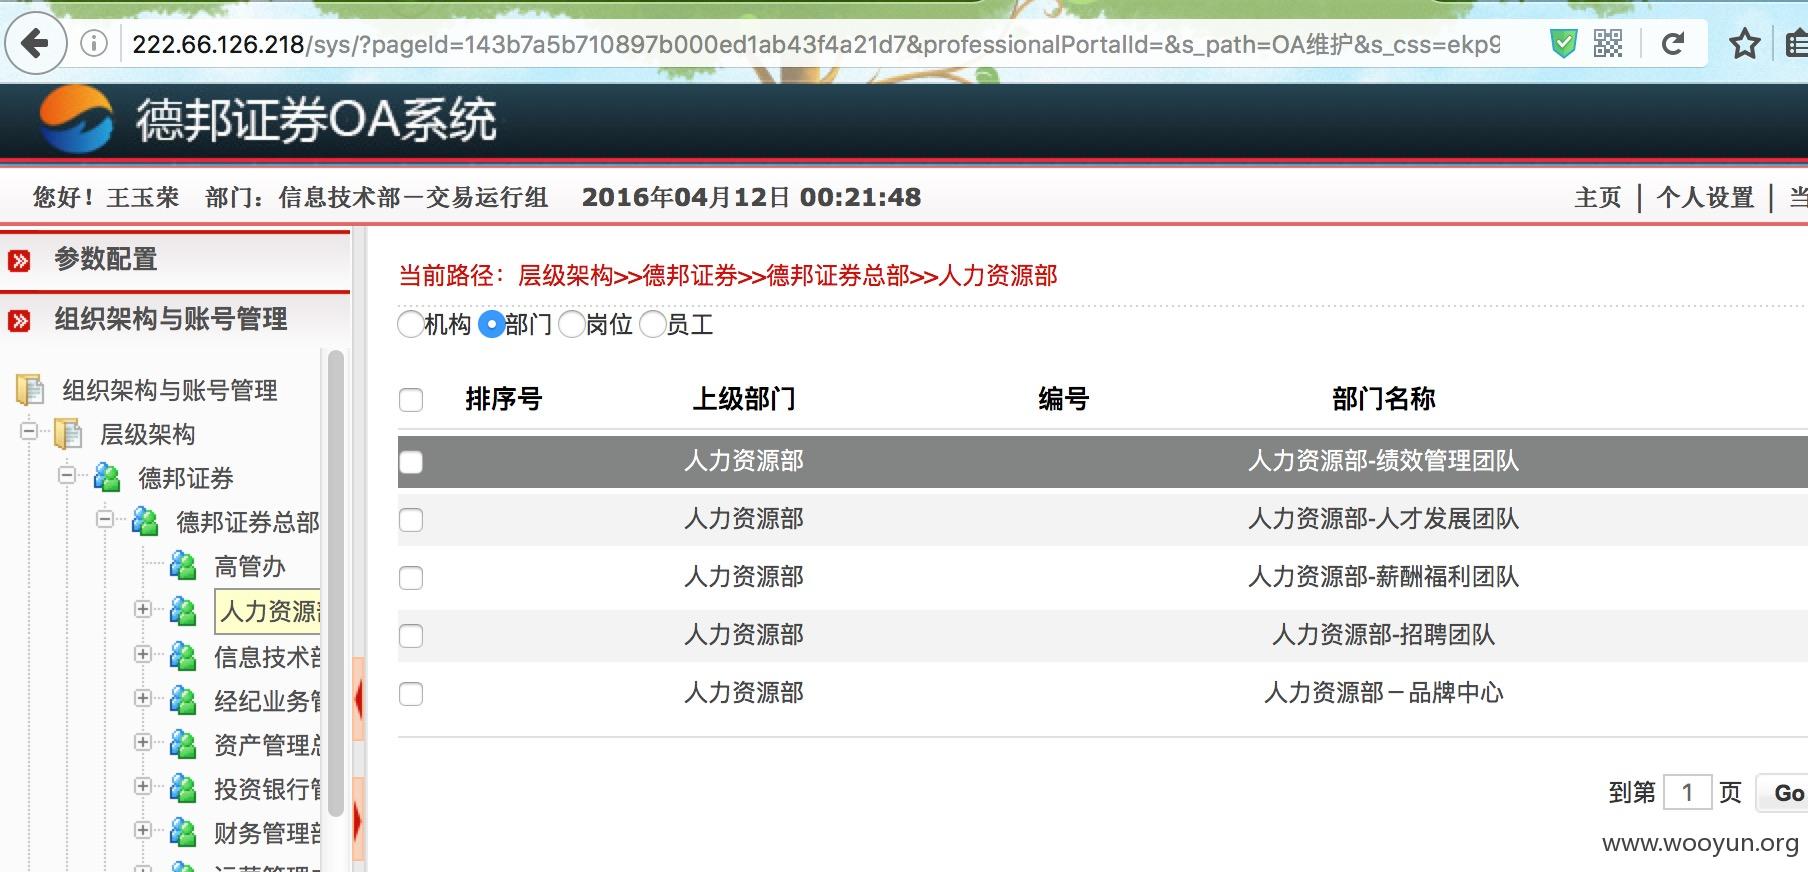 222.66.126.218/sys/?pageId=143b7a5b710897b000ed1ab43f4a21d7&professionalPortalId=&s_path=OA维护&s_css=ekp9
德邦证券OA系统
您好！王玉荣 部门：信息技术部－交易运行组 2016年04月12日 00:21:48 主页 | 个人设置 | 当
参数配置
组织架构与账号管理
组织架构与账号管理
层级架构
德邦证券
德邦证券总部
高管办
人力资源部
信息技术部
经纪业务管
资产管理总
投资银行管
财务管理部
当前路径：层级架构>>德邦证券>>德邦证券总部>>人力资源部
机构 部门 岗位 员工
排序号 上级部门 编号 部门名称
人力资源部 人力资源部-绩效管理团队
人力资源部 人力资源部-人才发展团队
人力资源部 人力资源部-薪酬福利团队
人力资源部 人力资源部-招聘团队
人力资源部 人力资源部－品牌中心
到第 1 页 Go
www.wooyun.org